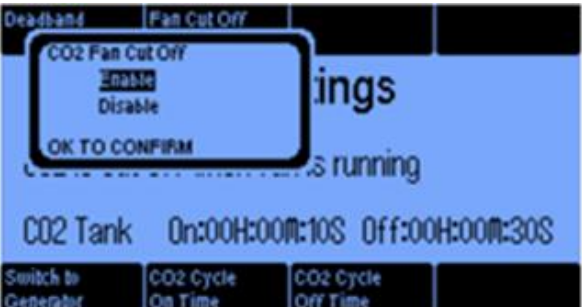 Deadband
Fan Cut Off
CO2 Fan Cut Off
Enable
Disable
OK TO CONFIRM
tings
running
CO2 Tank On:00H:00M:10S Off:00H:00M:30S
Switch to
Generator
CO2 Cycle
On Time
CO2 Cycle
Off Time